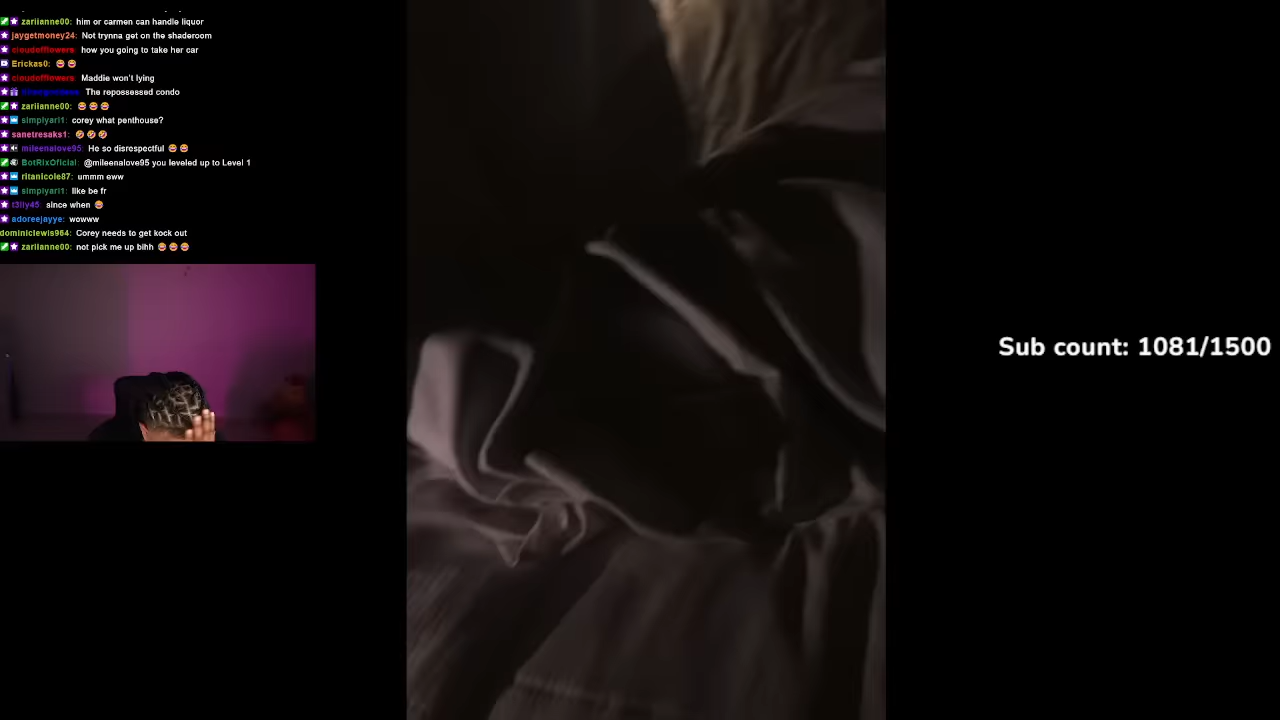 zariianne00: him or carmen can handle liquor
jaygetmoney24: Not trynna get on the shaderoom
cloudofflowers: how you going to take her car
Erickas0:
cloudofflowers: Maddie won't lying
The repossessed condo
zariianne00:
simplyari1: corey what penthouse?
sanetresaks1:
mileenalove95: He so disrespectful
BotRixOficial: @mileenalove95 you leveled up to Level 1
ritanicole87: ummm eww
simplyari1: like be fr
t3lly45: since when
adoreejayye: wowww
dominiclewis964: Corey needs to get kock out
zariianne00: not pick me up bihh
Sub count: 1081/1500